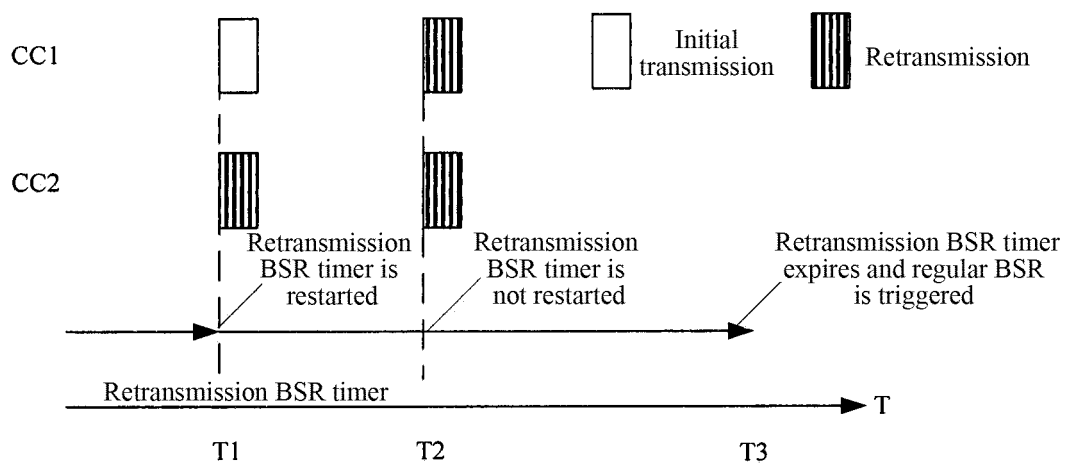 CC1
Initial
transmission
Retransmission
CC2
Retransmission
BSR timer is
restarted
Retransmission
BSR timer is
not restarted
Retransmission BSR timer
expires and regular BSR
is triggered
Retransmission BSR timer
T
T1
T2
T3